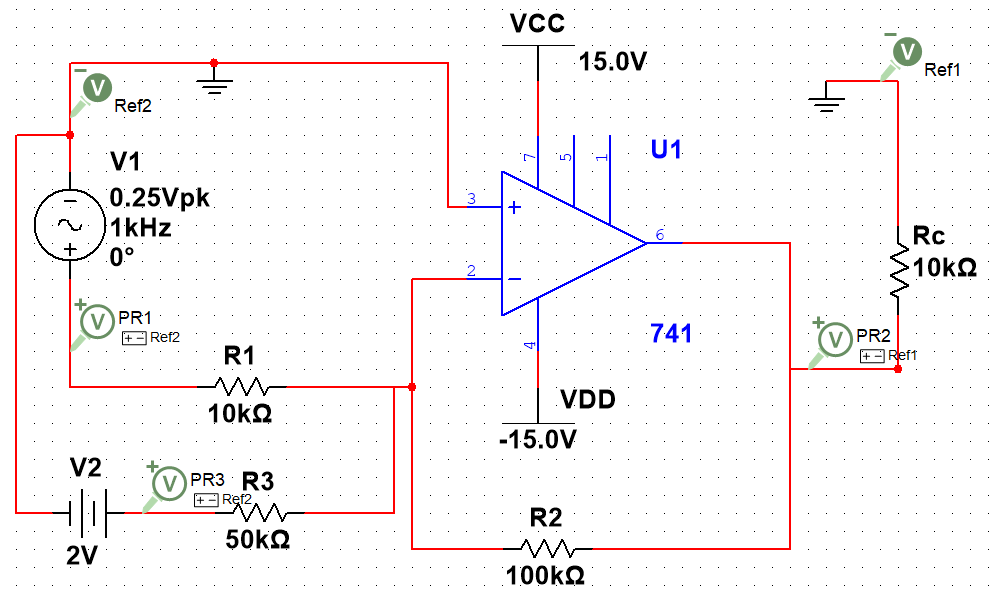 VCC
15.0V
V
Ref1
V
Ref2
V1
0.25Vpk
1kHz
0°
7
5
1
U1
3
2
6
4
741
Rc
10kΩ
V
PR1
Ref2
V
PR2
Ref1
R1
10kΩ
VDD
-15.0V
V2
2V
V
PR3
Ref2
R3
50kΩ
R2
100kΩ